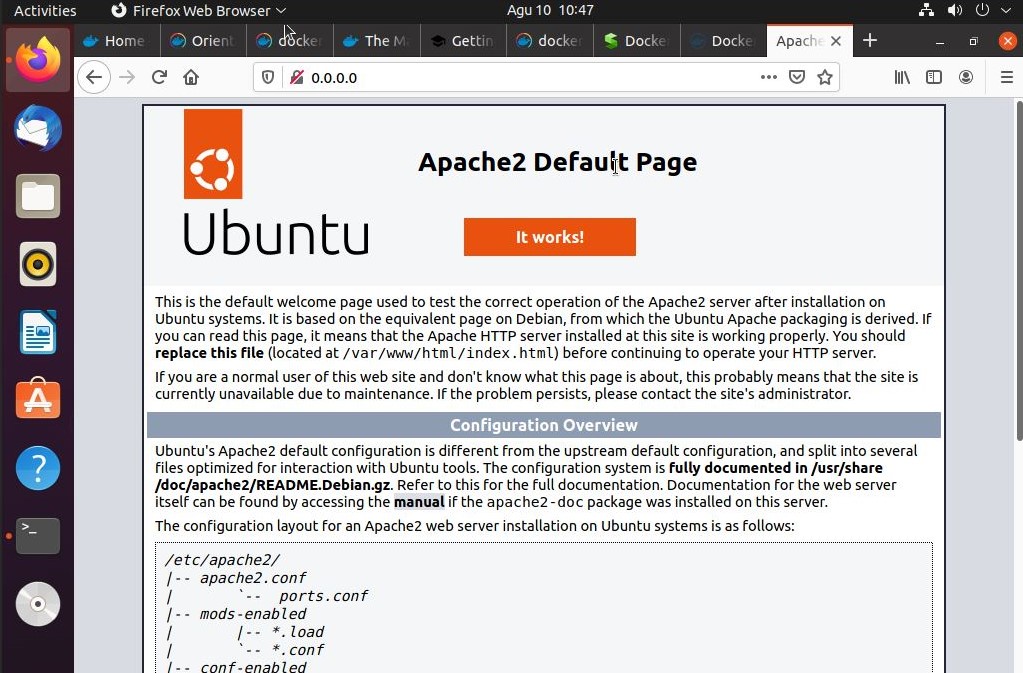 Activities Firefox Web Browser Agu 10 10:47
Home Orient docker The Ma Gettin docker Docke Docke Apache
0.0.0.0
Apache2 Default Page
Ubuntu
It works!
This is the default welcome page used to test the correct operation of the Apache2 server after installation on
Ubuntu systems. It is based on the equivalent page on Debian, from which the Ubuntu Apache packaging is derived. If
you can read this page, it means that the Apache HTTP server installed at this site is working properly. You should
replace this file (located at /var/www/html/index.html) before continuing to operate your HTTP server.
If you are a normal user of this web site and don't know what this page is about, this probably means that the site is
currently unavailable due to maintenance. If the problem persists, please contact the site's administrator.
Configuration Overview
Ubuntu's Apache2 default configuration is different from the upstream default configuration, and split into several
files optimized for interaction with Ubuntu tools. The configuration system is fully documented in /usr/share
/doc/apache2/README.Debian.gz. Refer to this for the full documentation. Documentation for the web server
itself can be found by accessing the manual if the apache2-doc package was installed on this server.
The configuration layout for an Apache2 web server installation on Ubuntu systems is as follows:
/etc/apache2/
|-- apache2.conf
| `-- ports.conf
|-- mods-enabled
| |-- *.load
| `-- *.conf
|-- conf-enabled